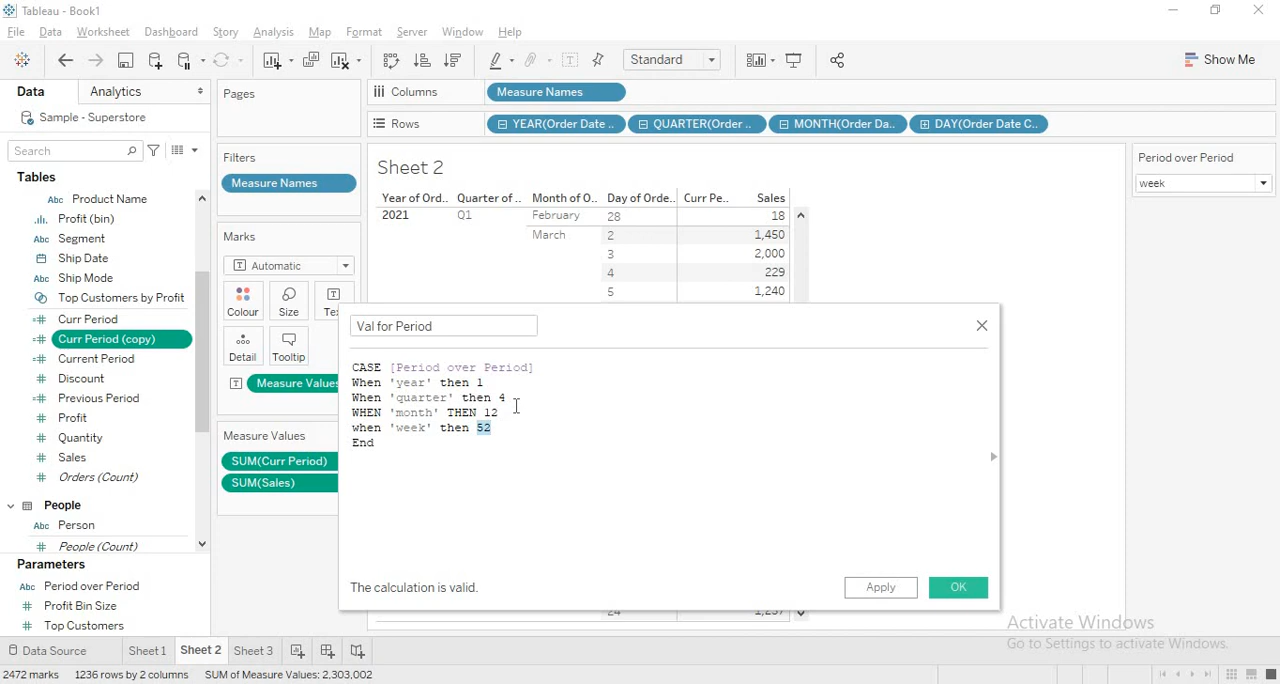 Tableau - Book1
File Data Worksheet Dashboard Story Analysis Map Format Server Window Help
Standard
Show Me
Data Analytics
Sample - Superstore
Search
Tables
Abc Product Name
Profit (bin)
Abc Segment
Ship Date
Abc Ship Mode
Top Customers by Profit
Curr Period
Curr Period (copy)
Current Period
Discount
Previous Period
Profit
Quantity
Sales
Orders (Count)
People
Abc Person
People (Count)
Parameters
Abc Period over Period
Profit Bin Size
Top Customers
Pages
Filters
Measure Names
Marks
Automatic
Colour Size Te
Detail Tooltip
Measure Values
Measure Values
SUM(Curr Period)
SUM(Sales)
Columns Measure Names
Rows YEAR(Order Date .. QUARTER(Order .. MONTH(Order Da.. DAY(Order Date C..
Sheet 2
Year of Ord.. Quarter of .. Month of O.. Day of Orde.. Curr Pe.. Sales
2021 Q1 February 28 18
March 2 1,450
3 2,000
4 229
5 1,240
Period over Period
week
Val for Period
CASE [Period over Period]
When 'year' then 1
When 'quarter' then 4
WHEN 'month' THEN 12
when 'week' then 52
End
The calculation is valid.
Apply OK
24 1,257
Activate Windows
Go to Settings to activate Windows.
Data Source Sheet 1 Sheet 2 Sheet 3
2472 marks 1236 rows by 2 columns SUM of Measure Values: 2,303,002